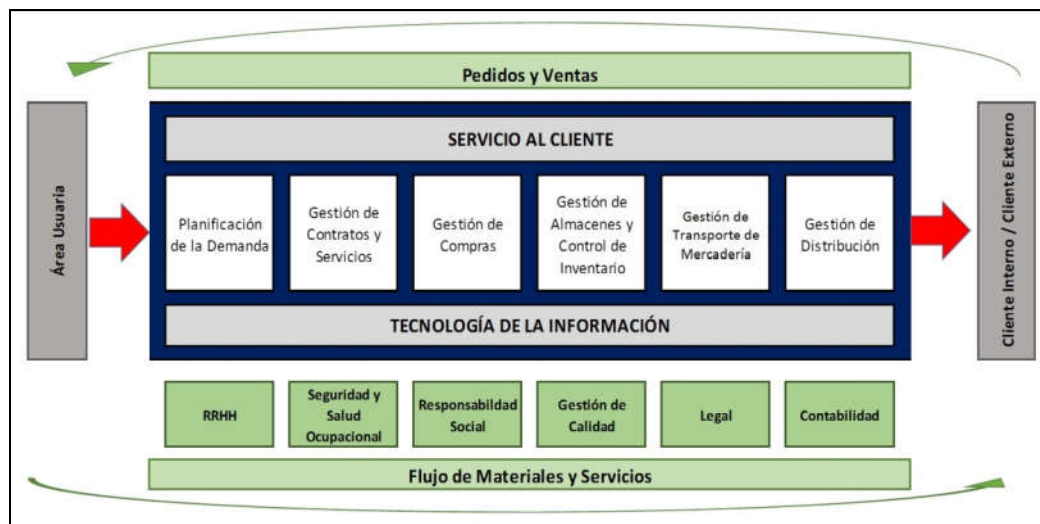 Pedidos y Ventas
Área Usuaria
SERVICIO AL CLIENTE
Planificación
de la Demanda
Gestión de
Contratos y
Servicios
Gestión de
Compras
Gestión de
Almacenes y
Control de
Inventario
Gestión de
Transporte de
Mercadería
Gestión de
Distribución
TECNOLOGÍA DE LA INFORMACIÓN
Cliente Interno / Cliente Externo
RRHH
Seguridad y
Salud
Ocupacional
Responsabildad
Social
Gestión de
Calidad
Legal
Contabilidad
Flujo de Materiales y Servicios